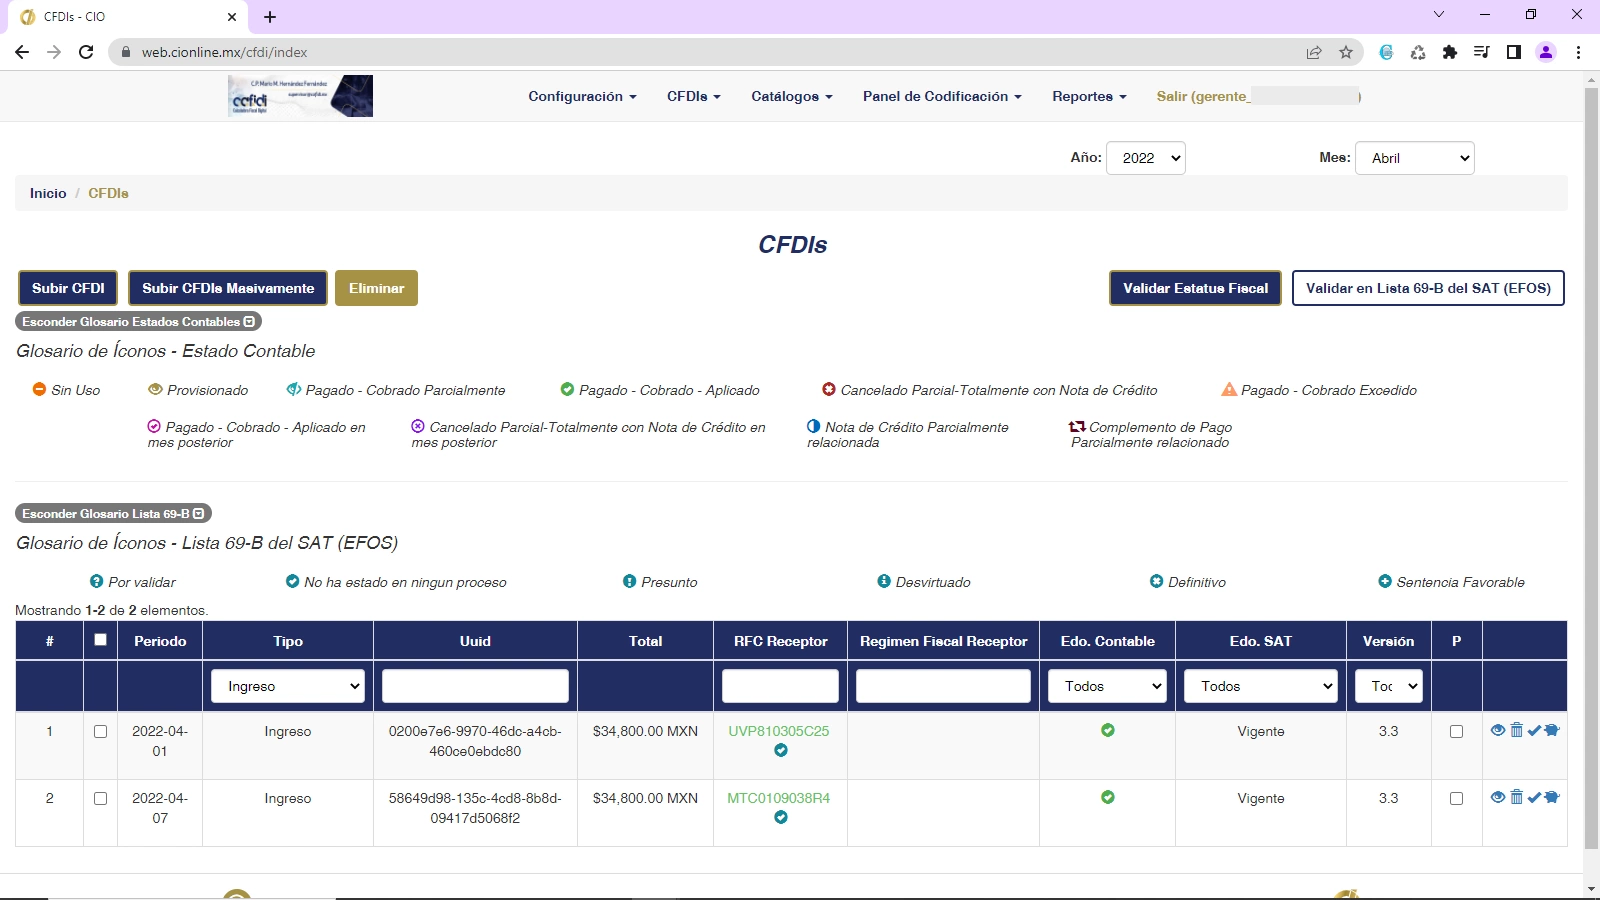 CFDIs - CIO
web.cionline.mx/cfdi/index
C.P. Mario M. Hernández Fernández
ccfidi
Configuración
CFDIs
Catálogos
Panel de Codificación
Reportes
Salir (gerente_ )
Año: 2022
Mes: Abril
Inicio / CFDIs
CFDIs
Subir CFDI
Subir CFDIs Masivamente
Eliminar
Validar Estatus Fiscal
Validar en Lista 69-B del SAT (EFOS)
Esconder Glosario Estados Contables
Glosario de Íconos - Estado Contable
Sin Uso
Provisionado
Pagado - Cobrado Parcialmente
Pagado - Cobrado - Aplicado
Cancelado Parcial-Totalmente con Nota de Crédito
Pagado - Cobrado Excedido
Pagado - Cobrado - Aplicado en
mes posterior
Cancelado Parcial-Totalmente con Nota de Crédito en
mes posterior
Nota de Crédito Parcialmente
relacionada
Complemento de Pago
Parcialmente relacionado
Esconder Glosario Lista 69-B
Glosario de Íconos - Lista 69-B del SAT (EFOS)
Por validar
No ha estado en ningun proceso
Presunto
Desvirtuado
Definitivo
Sentencia Favorable
Mostrando 1-2 de 2 elementos.
# Periodo Tipo Uuid Total RFC Receptor Regimen Fiscal Receptor Edo. Contable Edo. SAT Versión P
Ingreso Todos Todos Toc
1 2022-04- Ingreso 0200e7e6-9970-46dc-a4cb- $34,800.00 MXN UVP810305C25 Vigente 3.3
01 460ce0ebdc80
2 2022-04- Ingreso 58649d98-135c-4cd8-8b8d- $34,800.00 MXN MTC0109038R4 Vigente 3.3
07 09417d5068f2